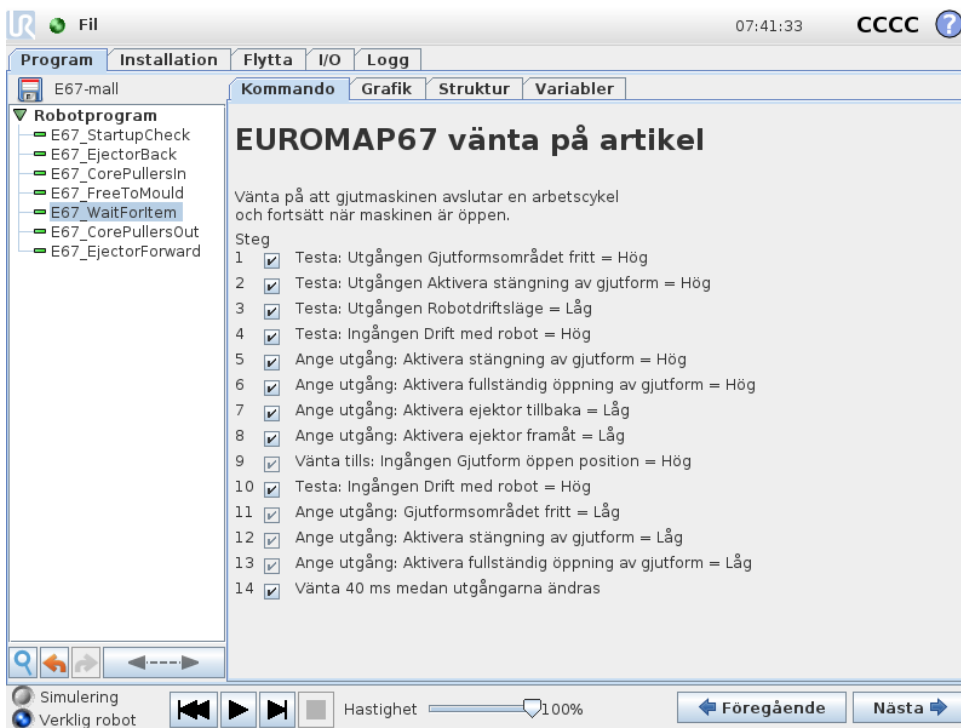 Fil
07:41:33
CCCC
?
Program Installation Flytta I/O Logg
E67-mall
Kommando Grafik Struktur Variabler
Robotprogram
E67_StartupCheck
E67_EjectorBack
E67_CorePullersIn
E67_FreeToMould
E67_WaitForItem
E67_CorePullersOut
E67_EjectorForward
EUROMAP67 vänta på artikel
Vänta på att gjutmaskinen avslutar en arbetscykel
och fortsätt när maskinen är öppen.
Steg
1 Testa: Utgången Gjutformsområdet fritt = Hög
2 Testa: Utgången Aktivera stängning av gjutform = Hög
3 Testa: Utgången Robotdriftsläge = Låg
4 Testa: Ingången Drift med robot = Hög
5 Ange utgång: Aktivera stängning av gjutform = Hög
6 Ange utgång: Aktivera fullständig öppning av gjutform = Hög
7 Ange utgång: Aktivera ejektor tillbaka = Låg
8 Ange utgång: Aktivera ejektor framåt = Låg
9 Vänta tills: Ingången Gjutform öppen position = Hög
10 Testa: Ingången Drift med robot = Hög
11 Ange utgång: Gjutformsområdet fritt = Låg
12 Ange utgång: Aktivera stängning av gjutform = Låg
13 Ange utgång: Aktivera fullständig öppning av gjutform = Låg
14 Vänta 40 ms medan utgångarna ändras
Simulering
Verklig robot
Hastighet 100%
Föregående
Nästa